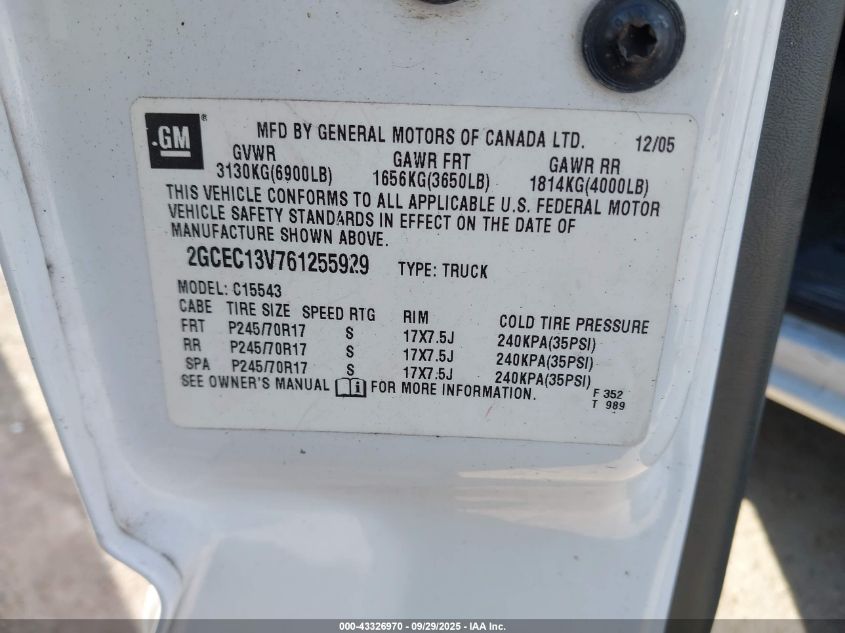 GM®
MFD BY GENERAL MOTORS OF CANADA LTD. 12/05
GVWR GAWR FRT GAWR RR
3130KG(6900LB) 1656KG(3650LB) 1814KG(4000LB)
THIS VEHICLE CONFORMS TO ALL APPLICABLE U.S. FEDERAL MOTOR
VEHICLE SAFETY STANDARDS IN EFFECT ON THE DATE OF
MANUFACTURE SHOWN ABOVE.
2GCEC13V761255929 TYPE: TRUCK
MODEL: C15543
CABE TIRE SIZE SPEED RTG RIM COLD TIRE PRESSURE
FRT P245/70R17 S 17X7.5J 240KPA(35PSI)
RR P245/70R17 S 17X7.5J 240KPA(35PSI)
SPA P245/70R17 S 17X7.5J 240KPA(35PSI)
SEE OWNER'S MANUAL FOR MORE INFORMATION.
F 352
T 989
000-43326970 - 09/29/2025 - IAA Inc.